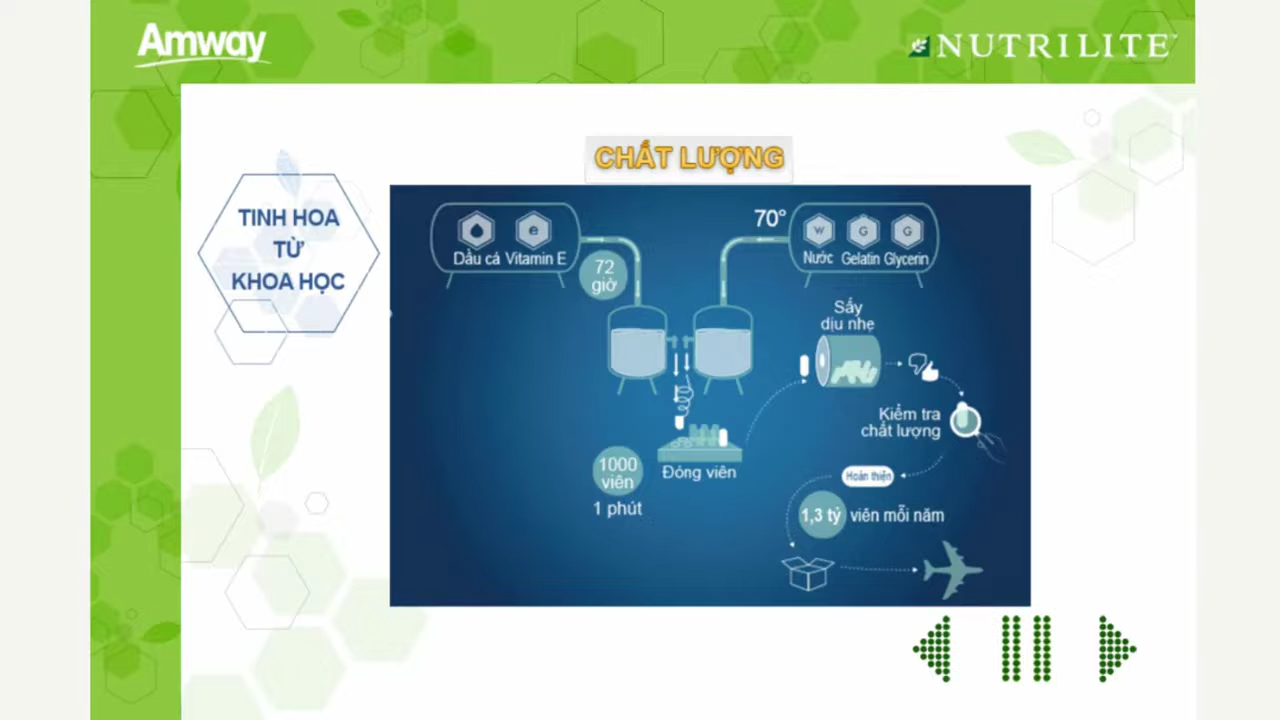 Amway
NUTRILITE
CHẤT LƯỢNG
TINH HOA
TỪ
KHOA HỌC
Dầu cá Vitamin E
72
giờ
70°
W G G
Nước Gelatin Glycerin
Sấy
dịu nhẹ
Kiểm tra
chất lượng
1000
viên
1 phút
Đóng viên
Hoàn thiện
1,3 tỷ viên mỗi năm